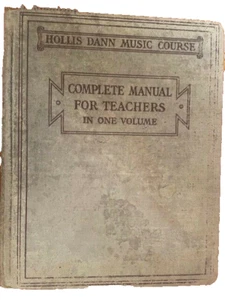 HOLLIS DANN MUSIC COURSE
COMPLETE MANUAL
FOR TEACHERS
IN ONE VOLUME